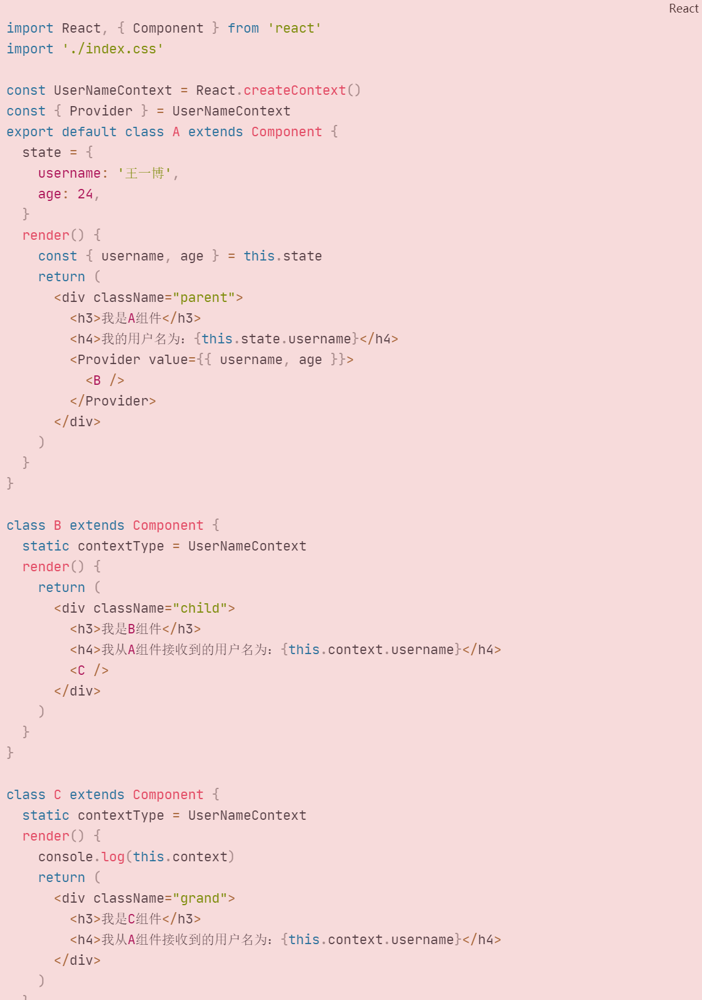 React
import React, { Component } from 'react'
import './index.css'

const UserNameContext = React.createContext()
const { Provider } = UserNameContext
export default class A extends Component {
  state = {
    username: '王一博',
    age: 24,
  }
  render() {
    const { username, age } = this.state
    return (
      <div className="parent">
        <h3>我是A组件</h3>
        <h4>我的用户名为：{this.state.username}</h4>
        <Provider value={{ username, age }}>
          <B />
        </Provider>
      </div>
    )
  }
}

class B extends Component {
  static contextType = UserNameContext
  render() {
    return (
      <div className="child">
        <h3>我是B组件</h3>
        <h4>我从A组件接收到的用户名为：{this.context.username}</h4>
        <C />
      </div>
    )
  }
}

class C extends Component {
  static contextType = UserNameContext
  render() {
    console.log(this.context)
    return (
      <div className="grand">
        <h3>我是C组件</h3>
        <h4>我从A组件接收到的用户名为：{this.context.username}</h4>
      </div>
    )
  }